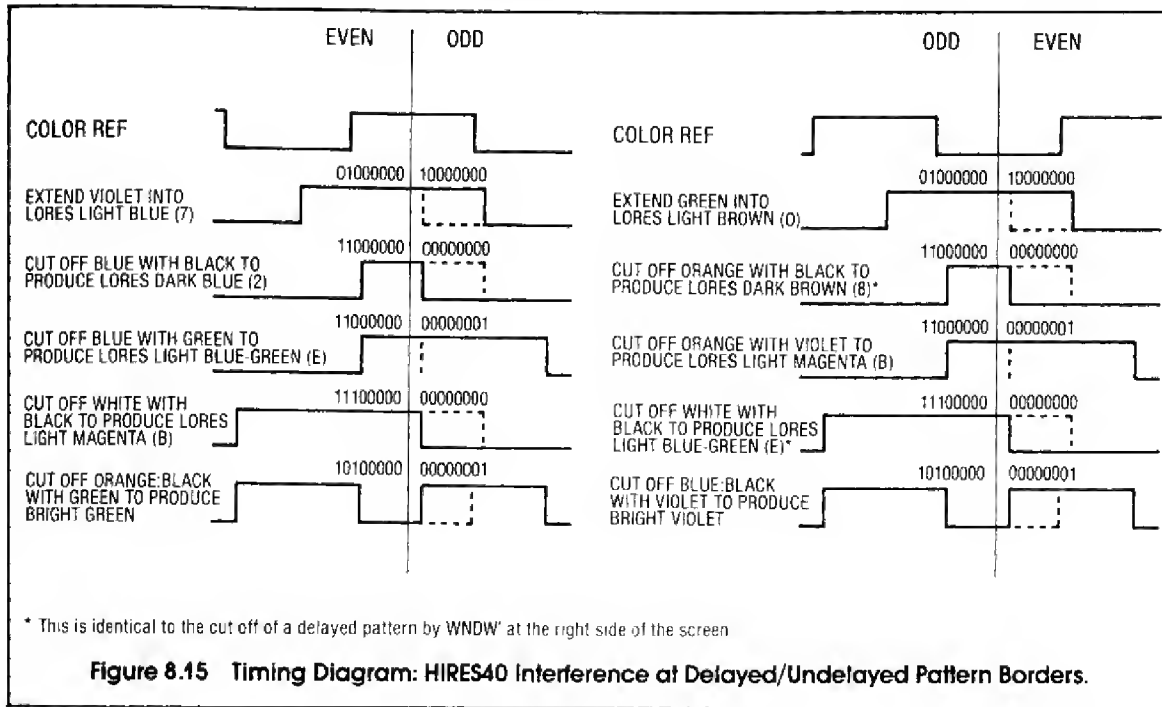 EVEN ODD
COLOR REF
01000000 10000000
EXTEND VIOLET INTO
LORES LIGHT BLUE (7)
11000000 00000000
CUT OFF BLUE WITH BLACK TO
PRODUCE LORES DARK BLUE (2)
11000000 00000001
CUT OFF BLUE WITH GREEN TO
PRODUCE LORES LIGHT BLUE-GREEN (E)
11100000 00000000
CUT OFF WHITE WITH
BLACK TO PRODUCE LORES
LIGHT MAGENTA (B)
10100000 00000001
CUT OFF ORANGE:BLACK
WITH GREEN TO PRODUCE
BRIGHT GREEN
ODD EVEN
COLOR REF
01000000 10000000
EXTEND GREEN INTO
LORES LIGHT BROWN (0)
11000000 00000000
CUT OFF ORANGE WITH BLACK TO
PRODUCE LORES DARK BROWN (8)*
11000000 00000001
CUT OFF ORANGE WITH VIOLET TO
PRODUCE LORES LIGHT MAGENTA (B)
11100000 00000000
CUT OFF WHITE WITH
BLACK TO PRODUCE LORES
LIGHT BLUE-GREEN (E)*
10100000 00000001
CUT OFF BLUE:BLACK
WITH VIOLET TO PRODUCE
BRIGHT VIOLET
* This is identical to the cut off of a delayed pattern by WNDW' at the right side of the screen
Figure 8.15 Timing Diagram: HIRES40 Interference at Delayed/Undelayed Pattern Borders.